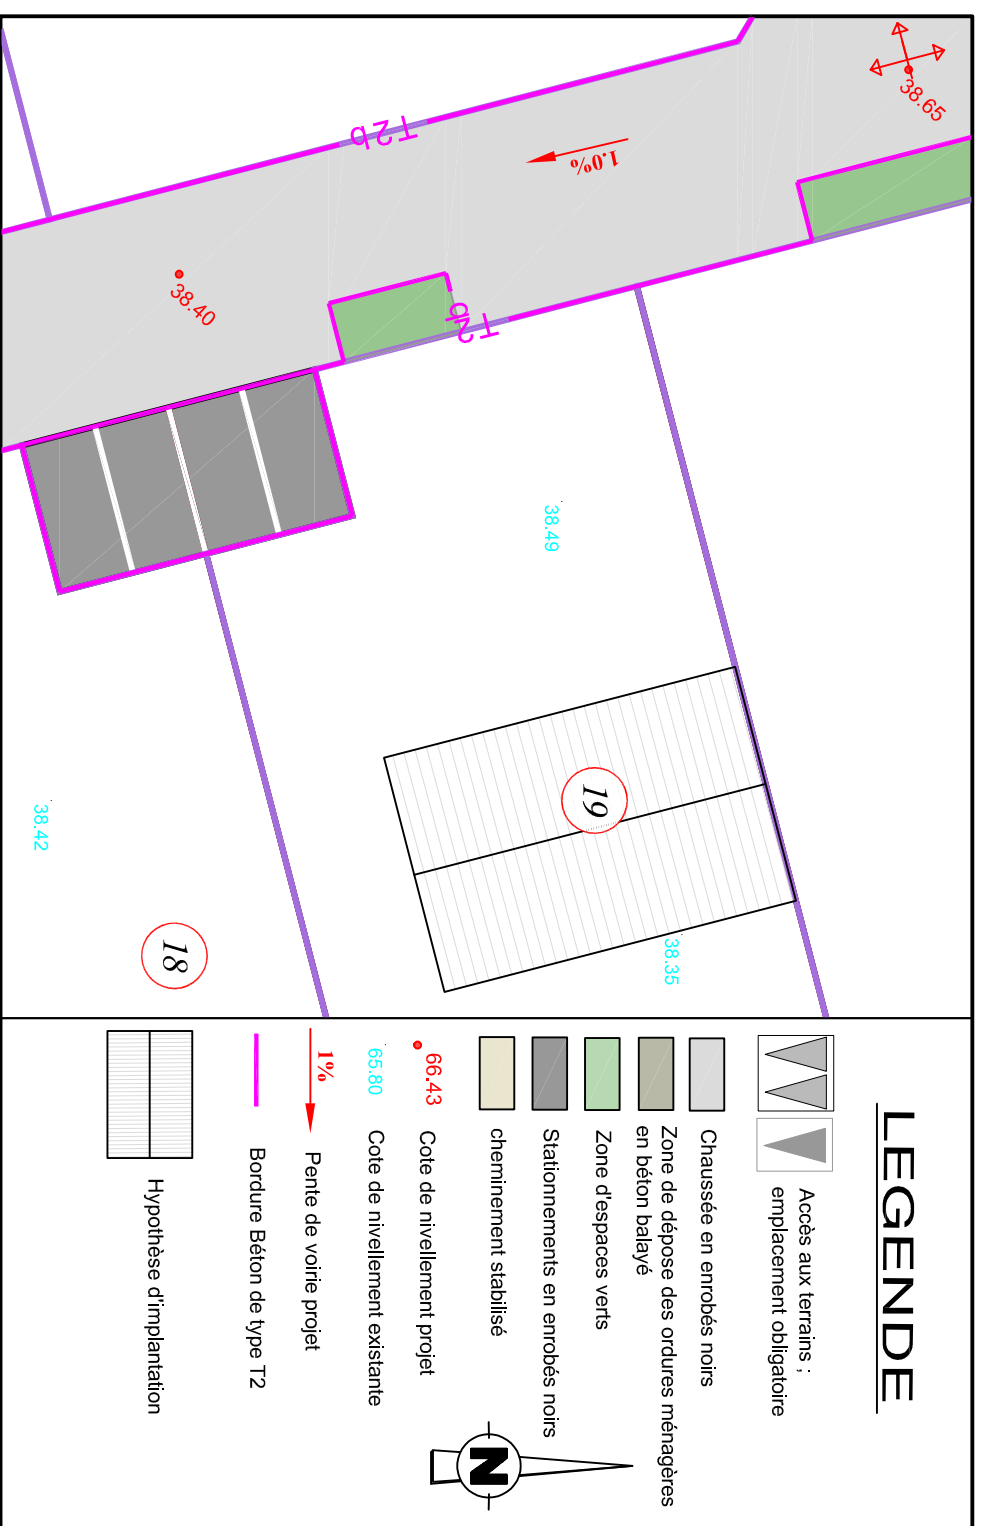 38.65
1.0%
T2b
T2b
38.40
38.49
19
38.35
38.42
18
LEGENDE
Accès aux terrains ;
emplacement obligatoire
Chaussée en enrobés noirs
Zone de dépose des ordures ménagères
en béton balayé
Zone d'espaces verts
Stationnements en enrobés noirs
cheminement stabilisé
66.43
Cote de nivellement projet
65.80
Cote de nivellement existante
1%
Pente de voirie projet
Bordure Béton de type T2
Hypothèse d'implantation
N